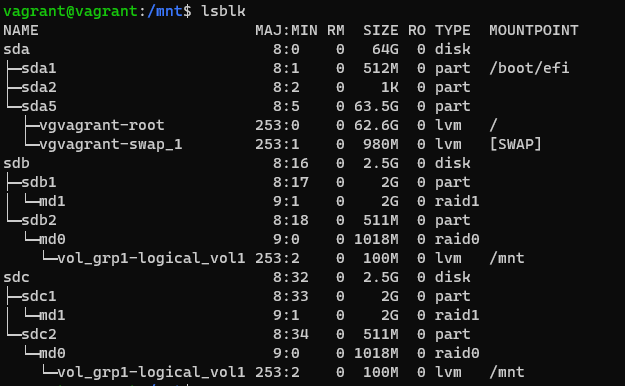 vagrant@vagrant:/mnt$ lsblk
NAME                        MAJ:MIN RM  SIZE RO TYPE  MOUNTPOINT
sda                           8:0    0   64G  0 disk
├─sda1                        8:1    0  512M  0 part  /boot/efi
├─sda2                        8:2    0    1K  0 part
└─sda5                        8:5    0 63.5G  0 part
  ├─vgvagrant-root          253:0    0 62.6G  0 lvm   /
  └─vgvagrant-swap_1        253:1    0  980M  0 lvm   [SWAP]
sdb                           8:16   0  2.5G  0 disk
├─sdb1                        8:17   0    2G  0 part
│ └─md1                       9:1    0    2G  0 raid1
└─sdb2                        8:18   0  511M  0 part
  └─md0                       9:0    0 1018M  0 raid0
    └─vol_grp1-logical_vol1 253:2    0  100M  0 lvm   /mnt
sdc                           8:32   0  2.5G  0 disk
├─sdc1                        8:33   0    2G  0 part
│ └─md1                       9:1    0    2G  0 raid1
└─sdc2                        8:34   0  511M  0 part
  └─md0                       9:0    0 1018M  0 raid0
    └─vol_grp1-logical_vol1 253:2    0  100M  0 lvm   /mnt